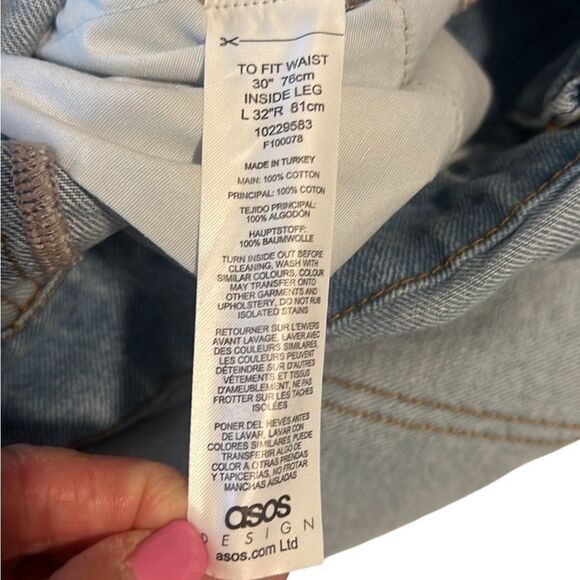 TO FIT WAIST
30" 76cm
INSIDE LEG
L 32"R 81cm
10229583
F100078
MADE IN TURKEY
MAIN: 100% COTTON
PRINCIPAL: 100% COTON
TEJIDO PRINCIPAL:
100% ALGODÓN
HAUPTSTOFF:
100% BAUMWOLLE
TURN INSIDE OUT BEFORE
CLEANING, WASH WITH
SIMILAR COLOURS, COLOUR
MAY TRANSFER ONTO
OTHER GARMENTS AND
UPHOLSTERY, DO NOT RUB
ISOLATED STAINS
RETOURNER SUR L'ENVERS
AVANT LAVAGE, LAVER AVEC
DES COULEURS SIMILAIRES,
LES COULEURS PEUVENT
DÉTEINDRE SUR D'AUTRES
VÊTEMENTS ET TISSUS
D'AMEUBLEMENT, NE PAS
FROTTER SUR LES TACHES
ISOLÉES
PONER DEL REVÉS ANTES
DE LAVAR, LAVAR CON
COLORES SIMILARES, PUEDE
TRANSFERIR ALGO DE
COLOR A OTRAS PRENDAS
Y TAPICERÍAS, NO FROTAR
MANCHAS AISLADAS
asos
DESIGN
asos.com Ltd